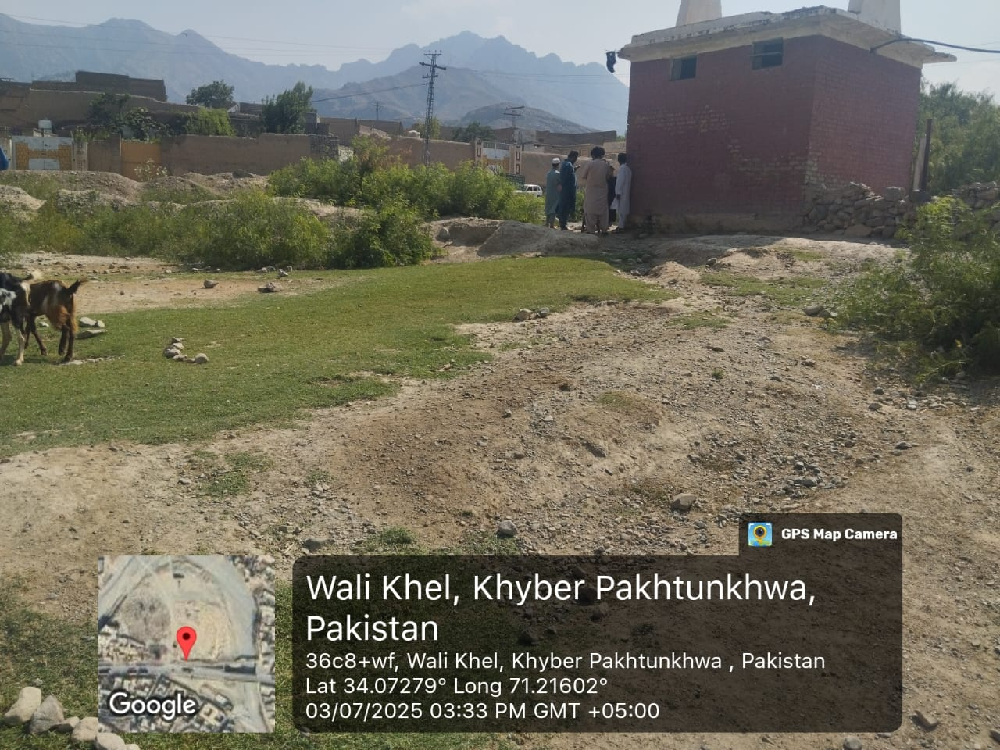 GPS Map Camera
Wali Khel, Khyber Pakhtunkhwa,
Pakistan
36c8+wf, Wali Khel, Khyber Pakhtunkhwa , Pakistan
Lat 34.07279° Long 71.21602°
03/07/2025 03:33 PM GMT +05:00
Google